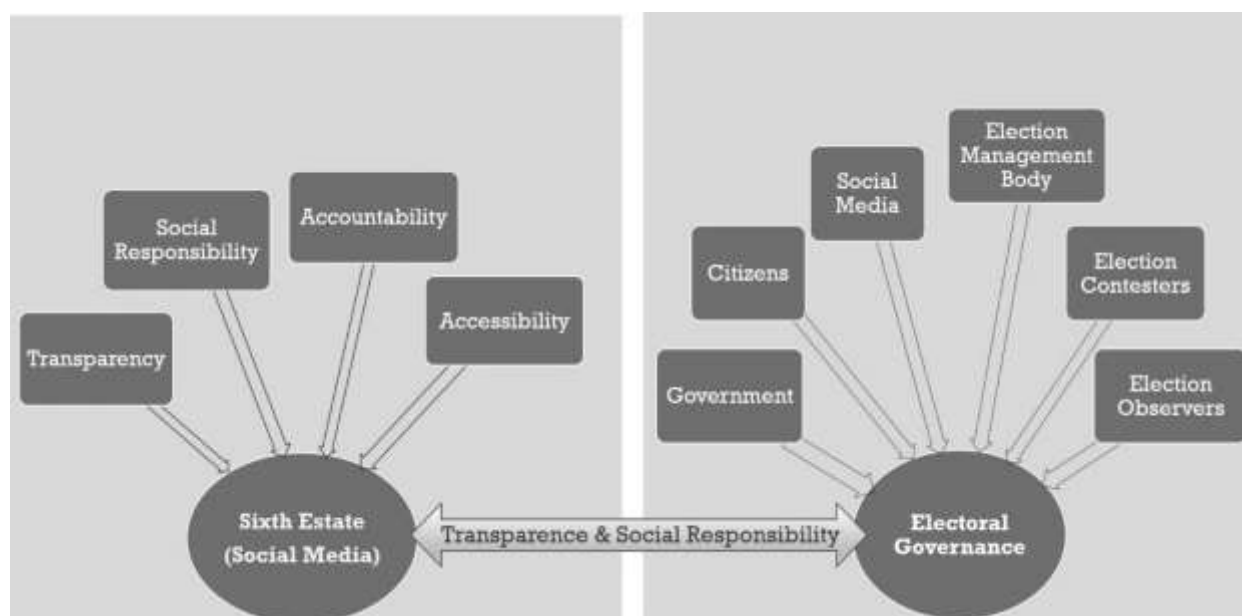 Transparency
Social
Responsibility
Accountability
Accessibility
Sixth Estate
(Social Media)
Transparence & Social Responsibility
Government
Citizens
Social
Media
Election
Management
Body
Election
Contesters
Election
Observers
Electoral
Governance